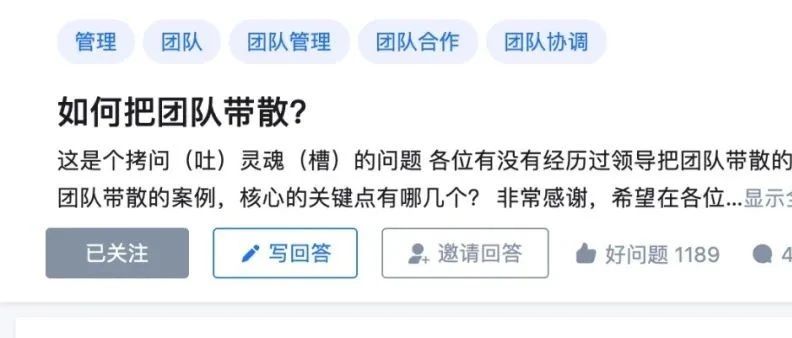 管理 团队 团队管理 团队合作 团队协调
如何把团队带散?
这是个拷问（吐）灵魂（槽）的问题 各位有没有经历过领导把团队带散的
团队带散的案例，核心的关键点有哪几个？ 非常感谢，希望在各位...显示
已关注 写回答 邀请回答 好问题 1189 4